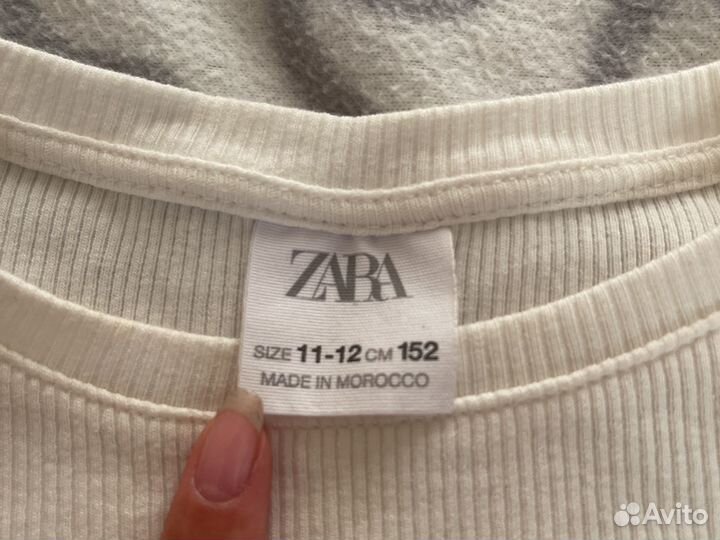 ZARA
SIZE 11-12 CM 152
MADE IN MOROCCO
Avito